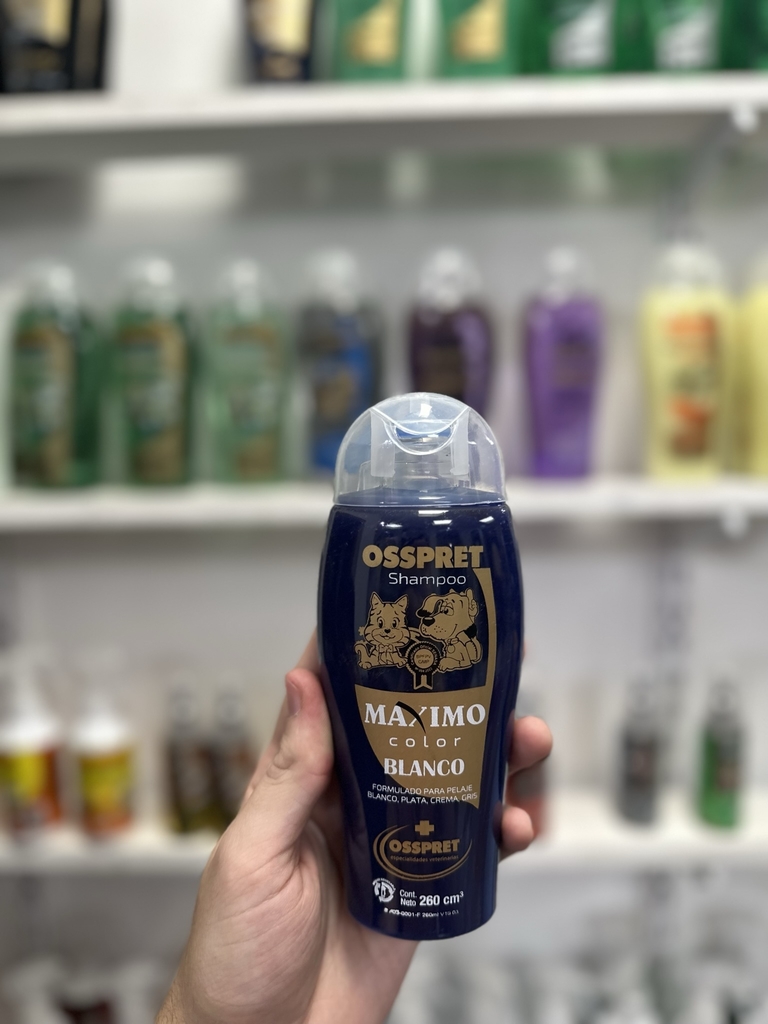 OSSPRET
Shampoo
MAXIMO
color
BLANCO
FORMULADO PARA PELAJE
BLANCO, PLATA, CREMA, GRIS
OSSPRET
especialidades veterinarias
Cont.
Neto 260 cm³